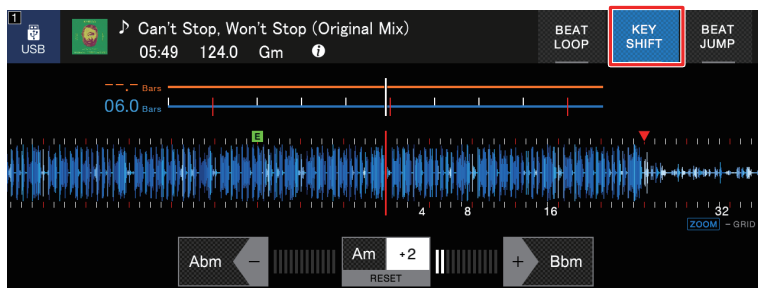 1
USB
♪ Can't Stop, Won't Stop (Original Mix)
05:49 124.0 Gm i
BEAT
LOOP
KEY
SHIFT
BEAT
JUMP
--.- Bars
06.0 Bars
E
4 8 16 32
ZOOM – GRID
Abm – Am +2 + Bbm
RESET